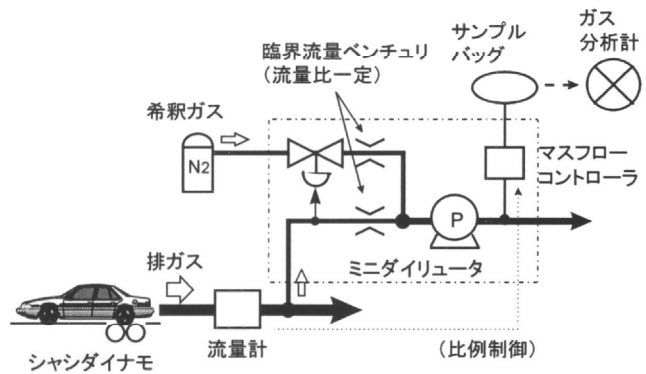 サンプル
バッグ
ガス
分析計
臨界流量ベンチュリ
（流量比一定）
希釈ガス
N2
マスフロー
コントローラ
P
ミニダイリュータ
排ガス
流量計
（比例制御）
シャシダイナモ